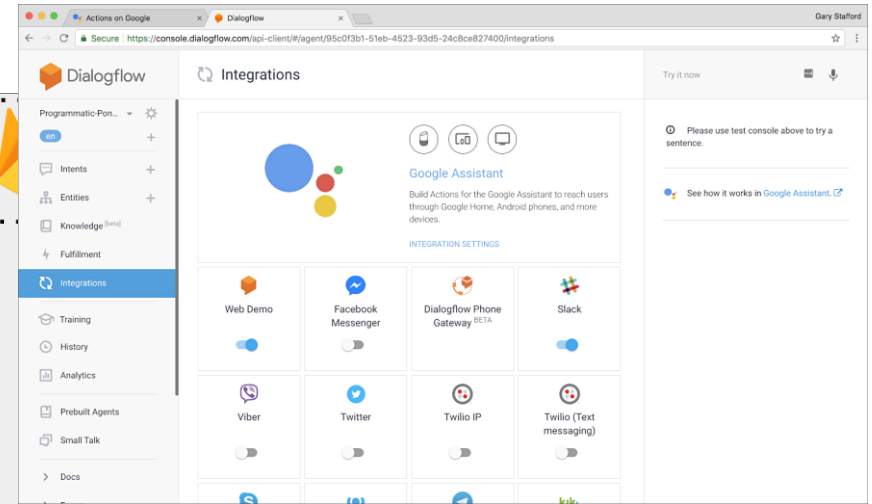 Actions on Google
Dialogflow
Gary Stafford
Secure
https://console.dialogflow.com/api-client/#/agent/95c0f3b1-51eb-4523-93d5-24c8ce827400/integrations
Dialogflow
Integrations
Try it now
Programmatic-Pon...
en
Intents
Entities
Knowledge [beta]
Fulfillment
Integrations
Training
History
Analytics
Prebuilt Agents
Small Talk
Docs
Google Assistant
Build Actions for the Google Assistant to reach users
through Google Home, Android phones, and more
devices.
INTEGRATION SETTINGS
Web Demo
Facebook
Messenger
Dialogflow Phone
Gateway BETA
Slack
Viber
Twitter
Twilio IP
Twilio (Text
messaging)
kik
Please use test console above to try a
sentence.
See how it works in Google Assistant.